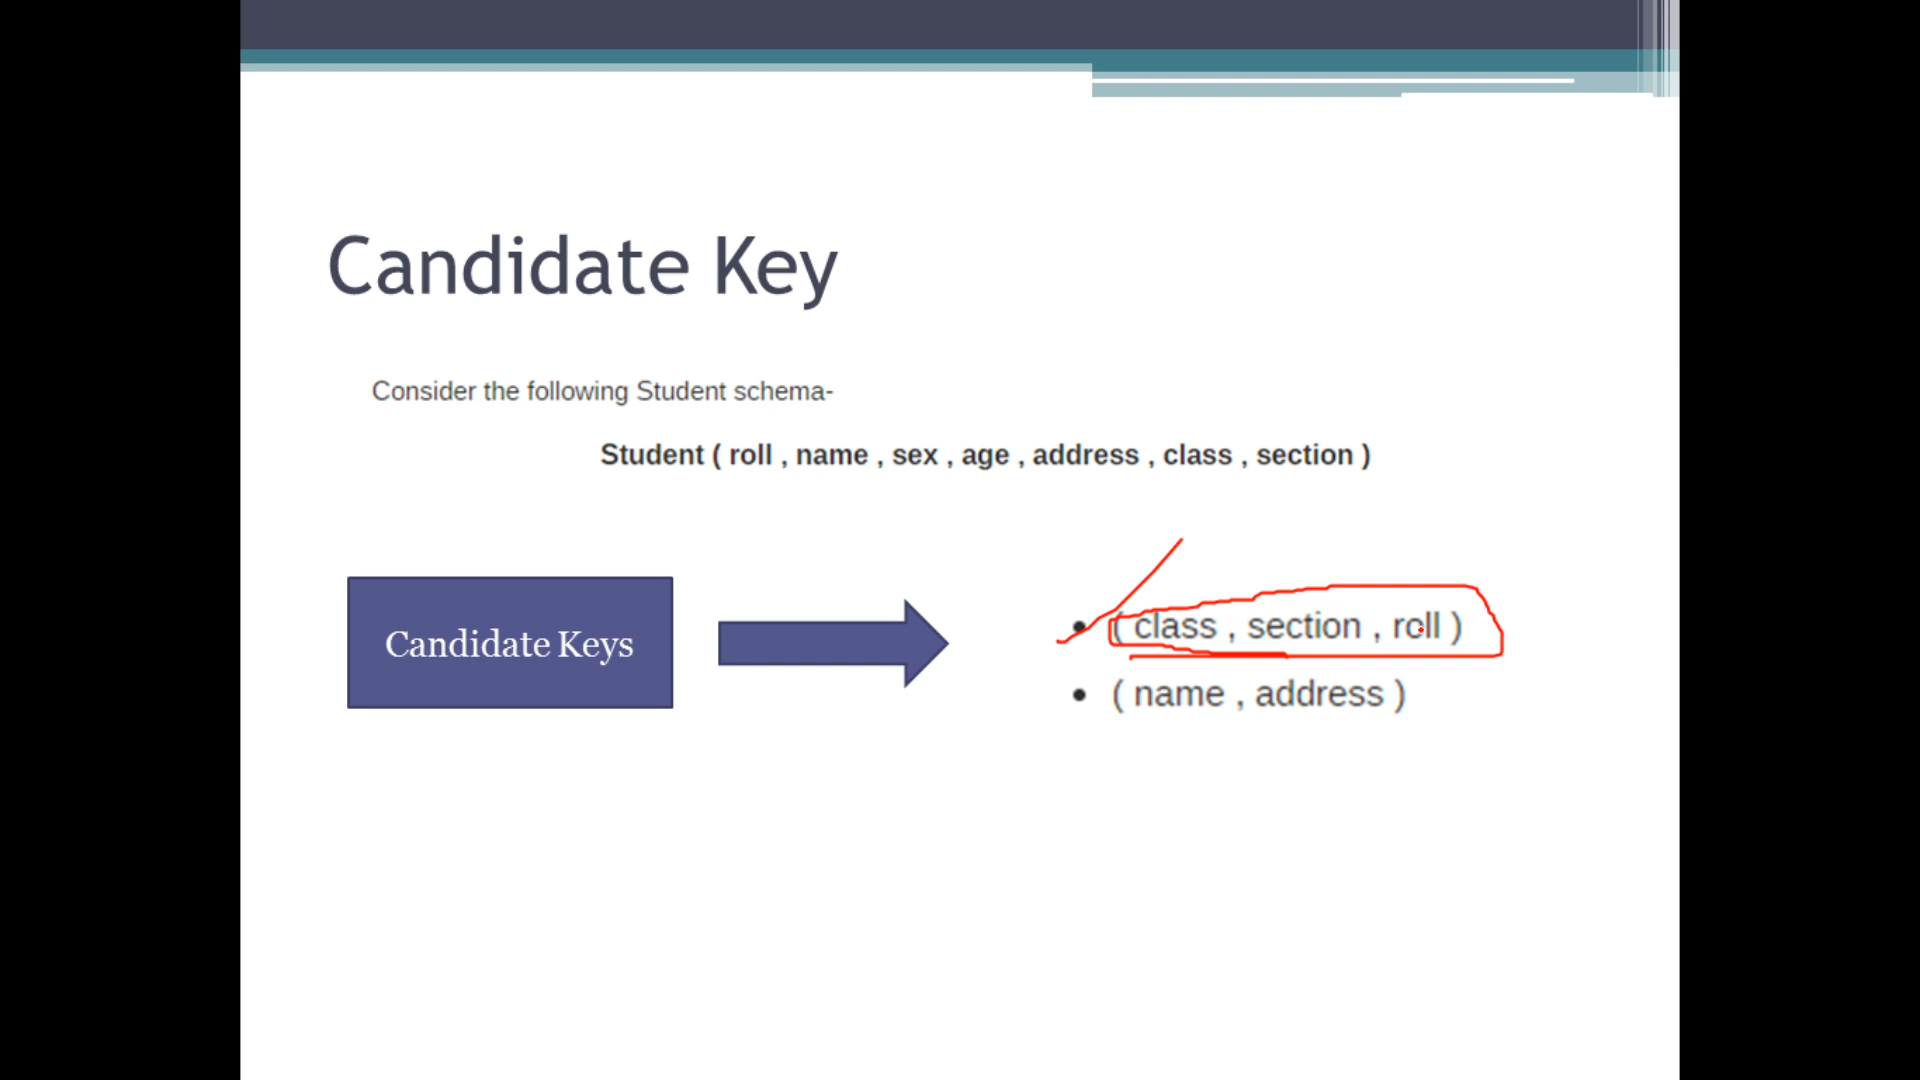 Candidate Key
Consider the following Student schema-
Student ( roll , name , sex , age , address , class , section )
Candidate Keys
• ( class , section , roll )
• ( name , address )